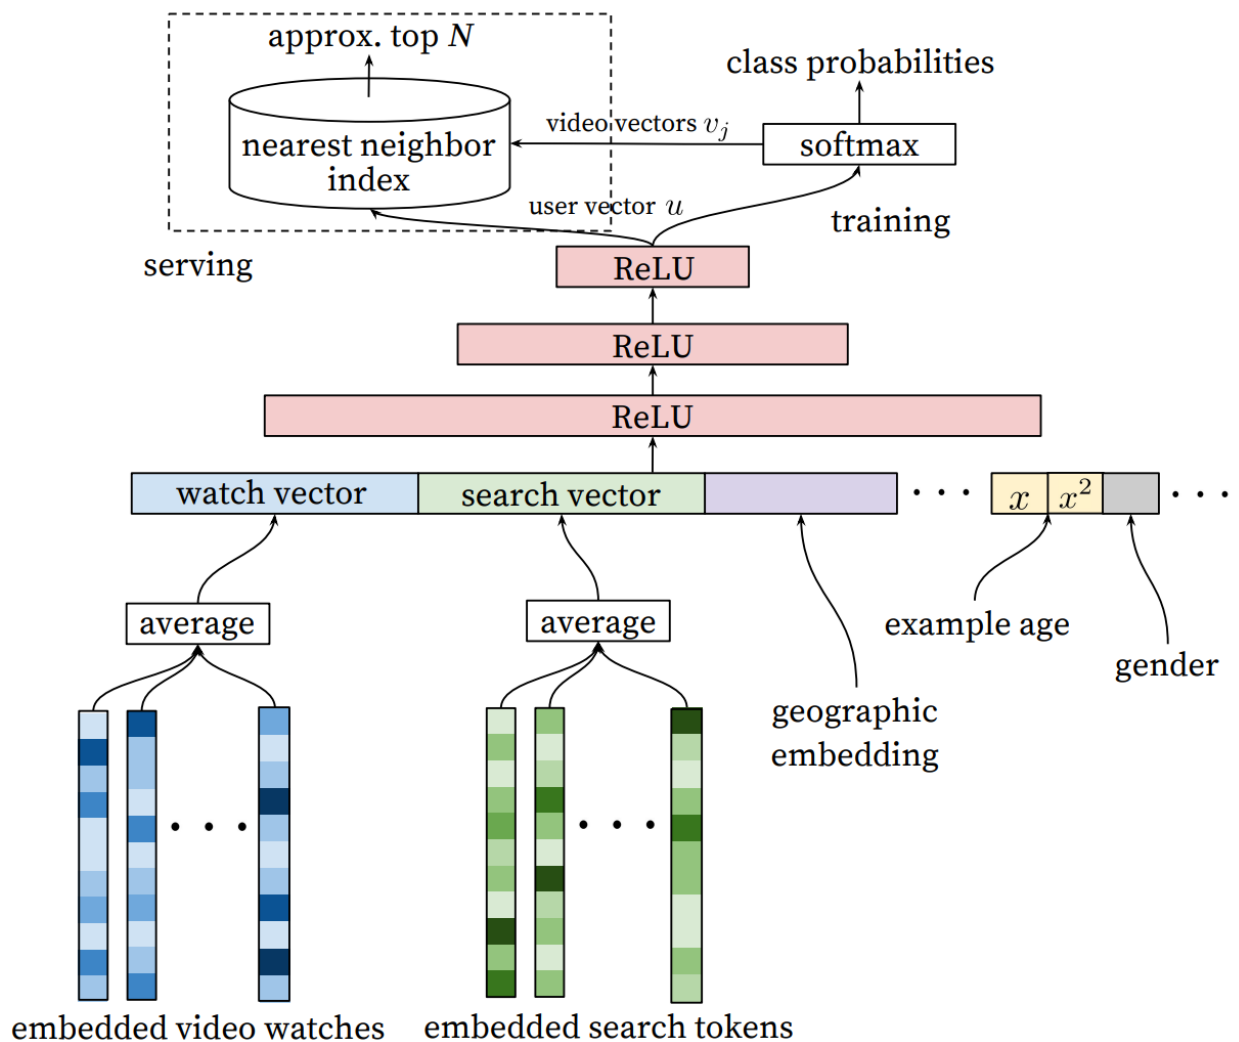 approx. top N
class probabilities
video vectors v_j
nearest neighbor
index
softmax
user vector u
training
serving
ReLU
ReLU
ReLU
watch vector
search vector
. . .
x
x²
. . .
average
average
example age
gender
geographic
embedding
. . .
. . .
embedded video watches
embedded search tokens